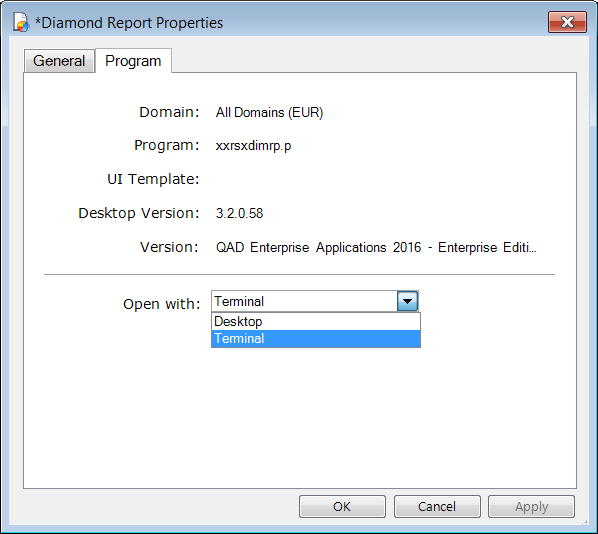 *Diamond Report Properties
General Program
Domain: All Domains (EUR)
Program: xxrsxdimrp.p
UI Template:
Desktop Version: 3.2.0.58
Version: QAD Enterprise Applications 2016 - Enterprise Editi...
Open with: Terminal
Desktop
Terminal
OK Cancel Apply